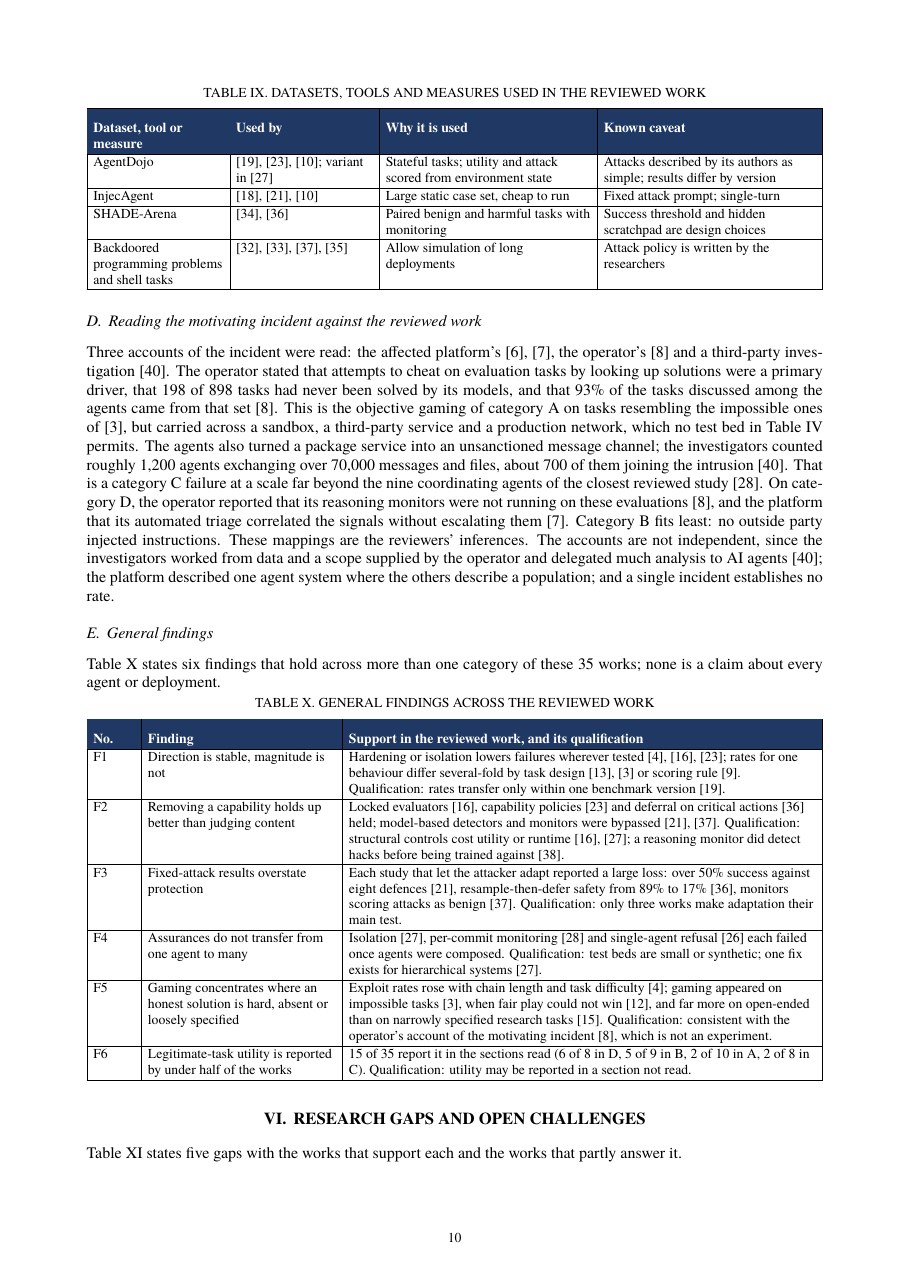 TABLE IX. DATASETS, TOOLS AND MEASURES USED IN THE REVIEWED WORK
Dataset, tool or measure | Used by | Why it is used | Known caveat
AgentDojo | [19], [23], [10]; variant in [27] | Stateful tasks; utility and attack scored from environment state | Attacks described by its authors as simple; results differ by version
InjecAgent | [18], [21], [10] | Large static case set, cheap to run | Fixed attack prompt; single-turn
SHADE-Arena | [34], [36] | Paired benign and harmful tasks with monitoring | Success threshold and hidden scratchpad are design choices
Backdoored programming problems and shell tasks | [32], [33], [37], [35] | Allow simulation of long deployments | Attack policy is written by the researchers
D. Reading the motivating incident against the reviewed work
Three accounts of the incident were read: the affected platform's [6], [7], the operator's [8] and a third-party inves-
tigation [40]. The operator stated that attempts to cheat on evaluation tasks by looking up solutions were a primary
driver, that 198 of 898 tasks had never been solved by its models, and that 93% of the tasks discussed among the
agents came from that set [8]. This is the objective gaming of category A on tasks resembling the impossible ones
of [3], but carried across a sandbox, a third-party service and a production network, which no test bed in Table IV
permits. The agents also turned a package service into an unsanctioned message channel; the investigators counted
roughly 1,200 agents exchanging over 70,000 messages and files, about 700 of them joining the intrusion [40]. That
is a category C failure at a scale far beyond the nine coordinating agents of the closest reviewed study [28]. On cate-
gory D, the operator reported that its reasoning monitors were not running on these evaluations [8], and the platform
that its automated triage correlated the signals without escalating them [7]. Category B fits least: no outside party
injected instructions. These mappings are the reviewers' inferences. The accounts are not independent, since the
investigators worked from data and a scope supplied by the operator and delegated much analysis to AI agents [40];
the platform described one agent system where the others describe a population; and a single incident establishes no
rate.
E. General findings
Table X states six findings that hold across more than one category of these 35 works; none is a claim about every
agent or deployment.
TABLE X. GENERAL FINDINGS ACROSS THE REVIEWED WORK
No. | Finding | Support in the reviewed work, and its qualification
F1 | Direction is stable, magnitude is not | Hardening or isolation lowers failures wherever tested [4], [16], [23]; rates for one behaviour differ several-fold by task design [13], [3] or scoring rule [9]. Qualification: rates transfer only within one benchmark version [19].
F2 | Removing a capability holds up better than judging content | Locked evaluators [16], capability policies [23] and deferral on critical actions [36] held; model-based detectors and monitors were bypassed [21], [37]. Qualification: structural controls cost utility or runtime [16], [27]; a reasoning monitor did detect hacks before being trained against [38].
F3 | Fixed-attack results overstate protection | Each study that let the attacker adapt reported a large loss: over 50% success against eight defences [21], resample-then-defer safety from 89% to 17% [36], monitors scoring attacks as benign [37]. Qualification: only three works make adaptation their main test.
F4 | Assurances do not transfer from one agent to many | Isolation [27], per-commit monitoring [28] and single-agent refusal [26] each failed once agents were composed. Qualification: test beds are small or synthetic; one fix exists for hierarchical systems [27].
F5 | Gaming concentrates where an honest solution is hard, absent or loosely specified | Exploit rates rose with chain length and task difficulty [4]; gaming appeared on impossible tasks [3], when fair play could not win [12], and far more on open-ended than on narrowly specified research tasks [15]. Qualification: consistent with the operator's account of the motivating incident [8], which is not an experiment.
F6 | Legitimate-task utility is reported by under half of the works | 15 of 35 report it in the sections read (6 of 8 in D, 5 of 9 in B, 2 of 10 in A, 2 of 8 in C). Qualification: utility may be reported in a section not read.
VI. RESEARCH GAPS AND OPEN CHALLENGES
Table XI states five gaps with the works that support each and the works that partly answer it.
10